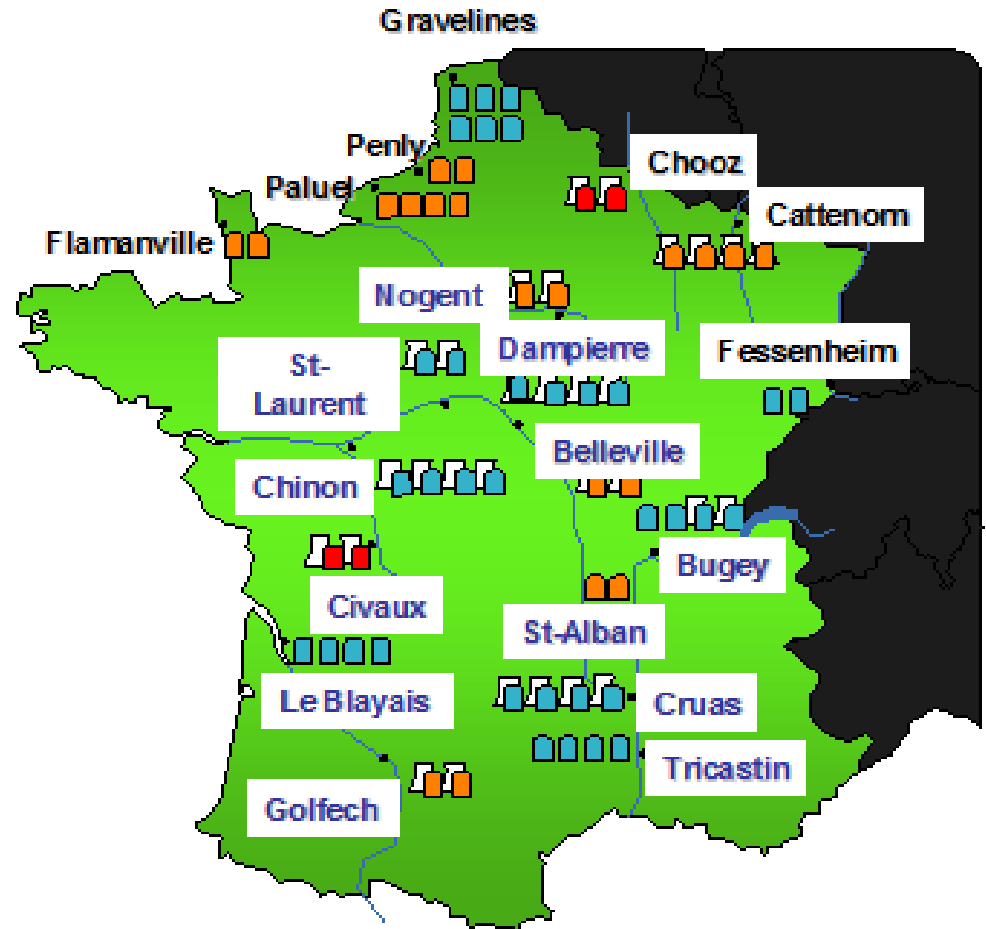 Gravelines
Penly
Chooz
Paluel
Cattenom
Flamanville
Nogent
Dampierre
Fessenheim
St-
Laurent
Belleville
Chinon
Bugey
Civaux
St-Alban
Le Blayais
Cruas
Tricastin
Golfech